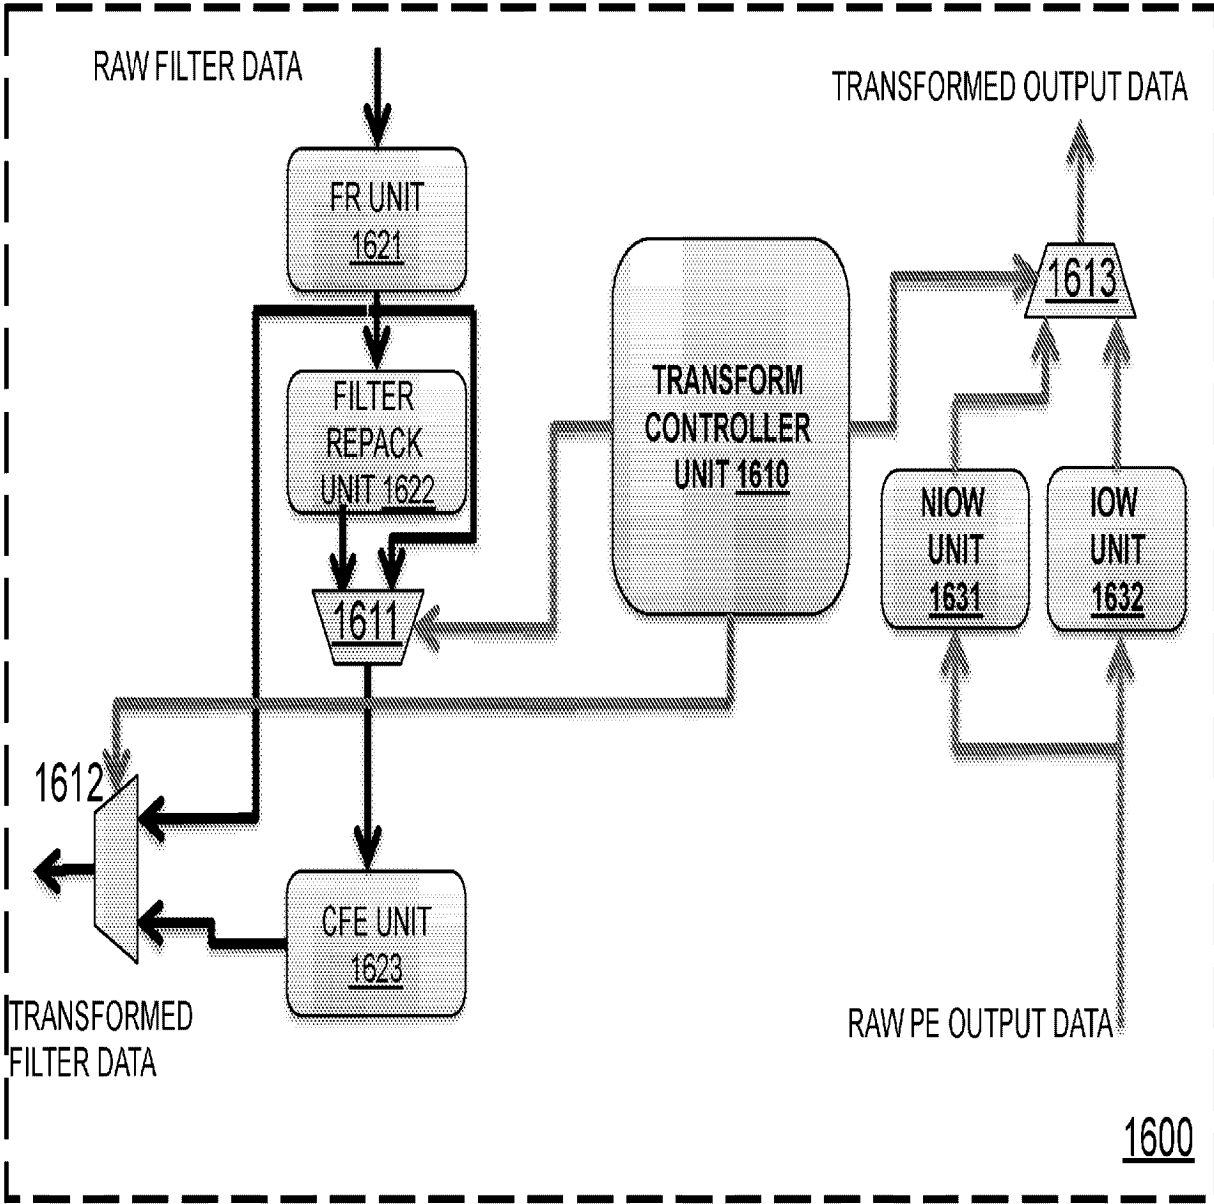 RAW FILTER DATA
TRANSFORMED OUTPUT DATA
FR UNIT
1621
1613
FILTER
REPACK
UNIT 1622
TRANSFORM
CONTROLLER
UNIT 1610
NIOW
UNIT
1631
IOW
UNIT
1632
1611
1612
CFE UNIT
1623
TRANSFORMED
FILTER DATA
RAW PE OUTPUT DATA
1600